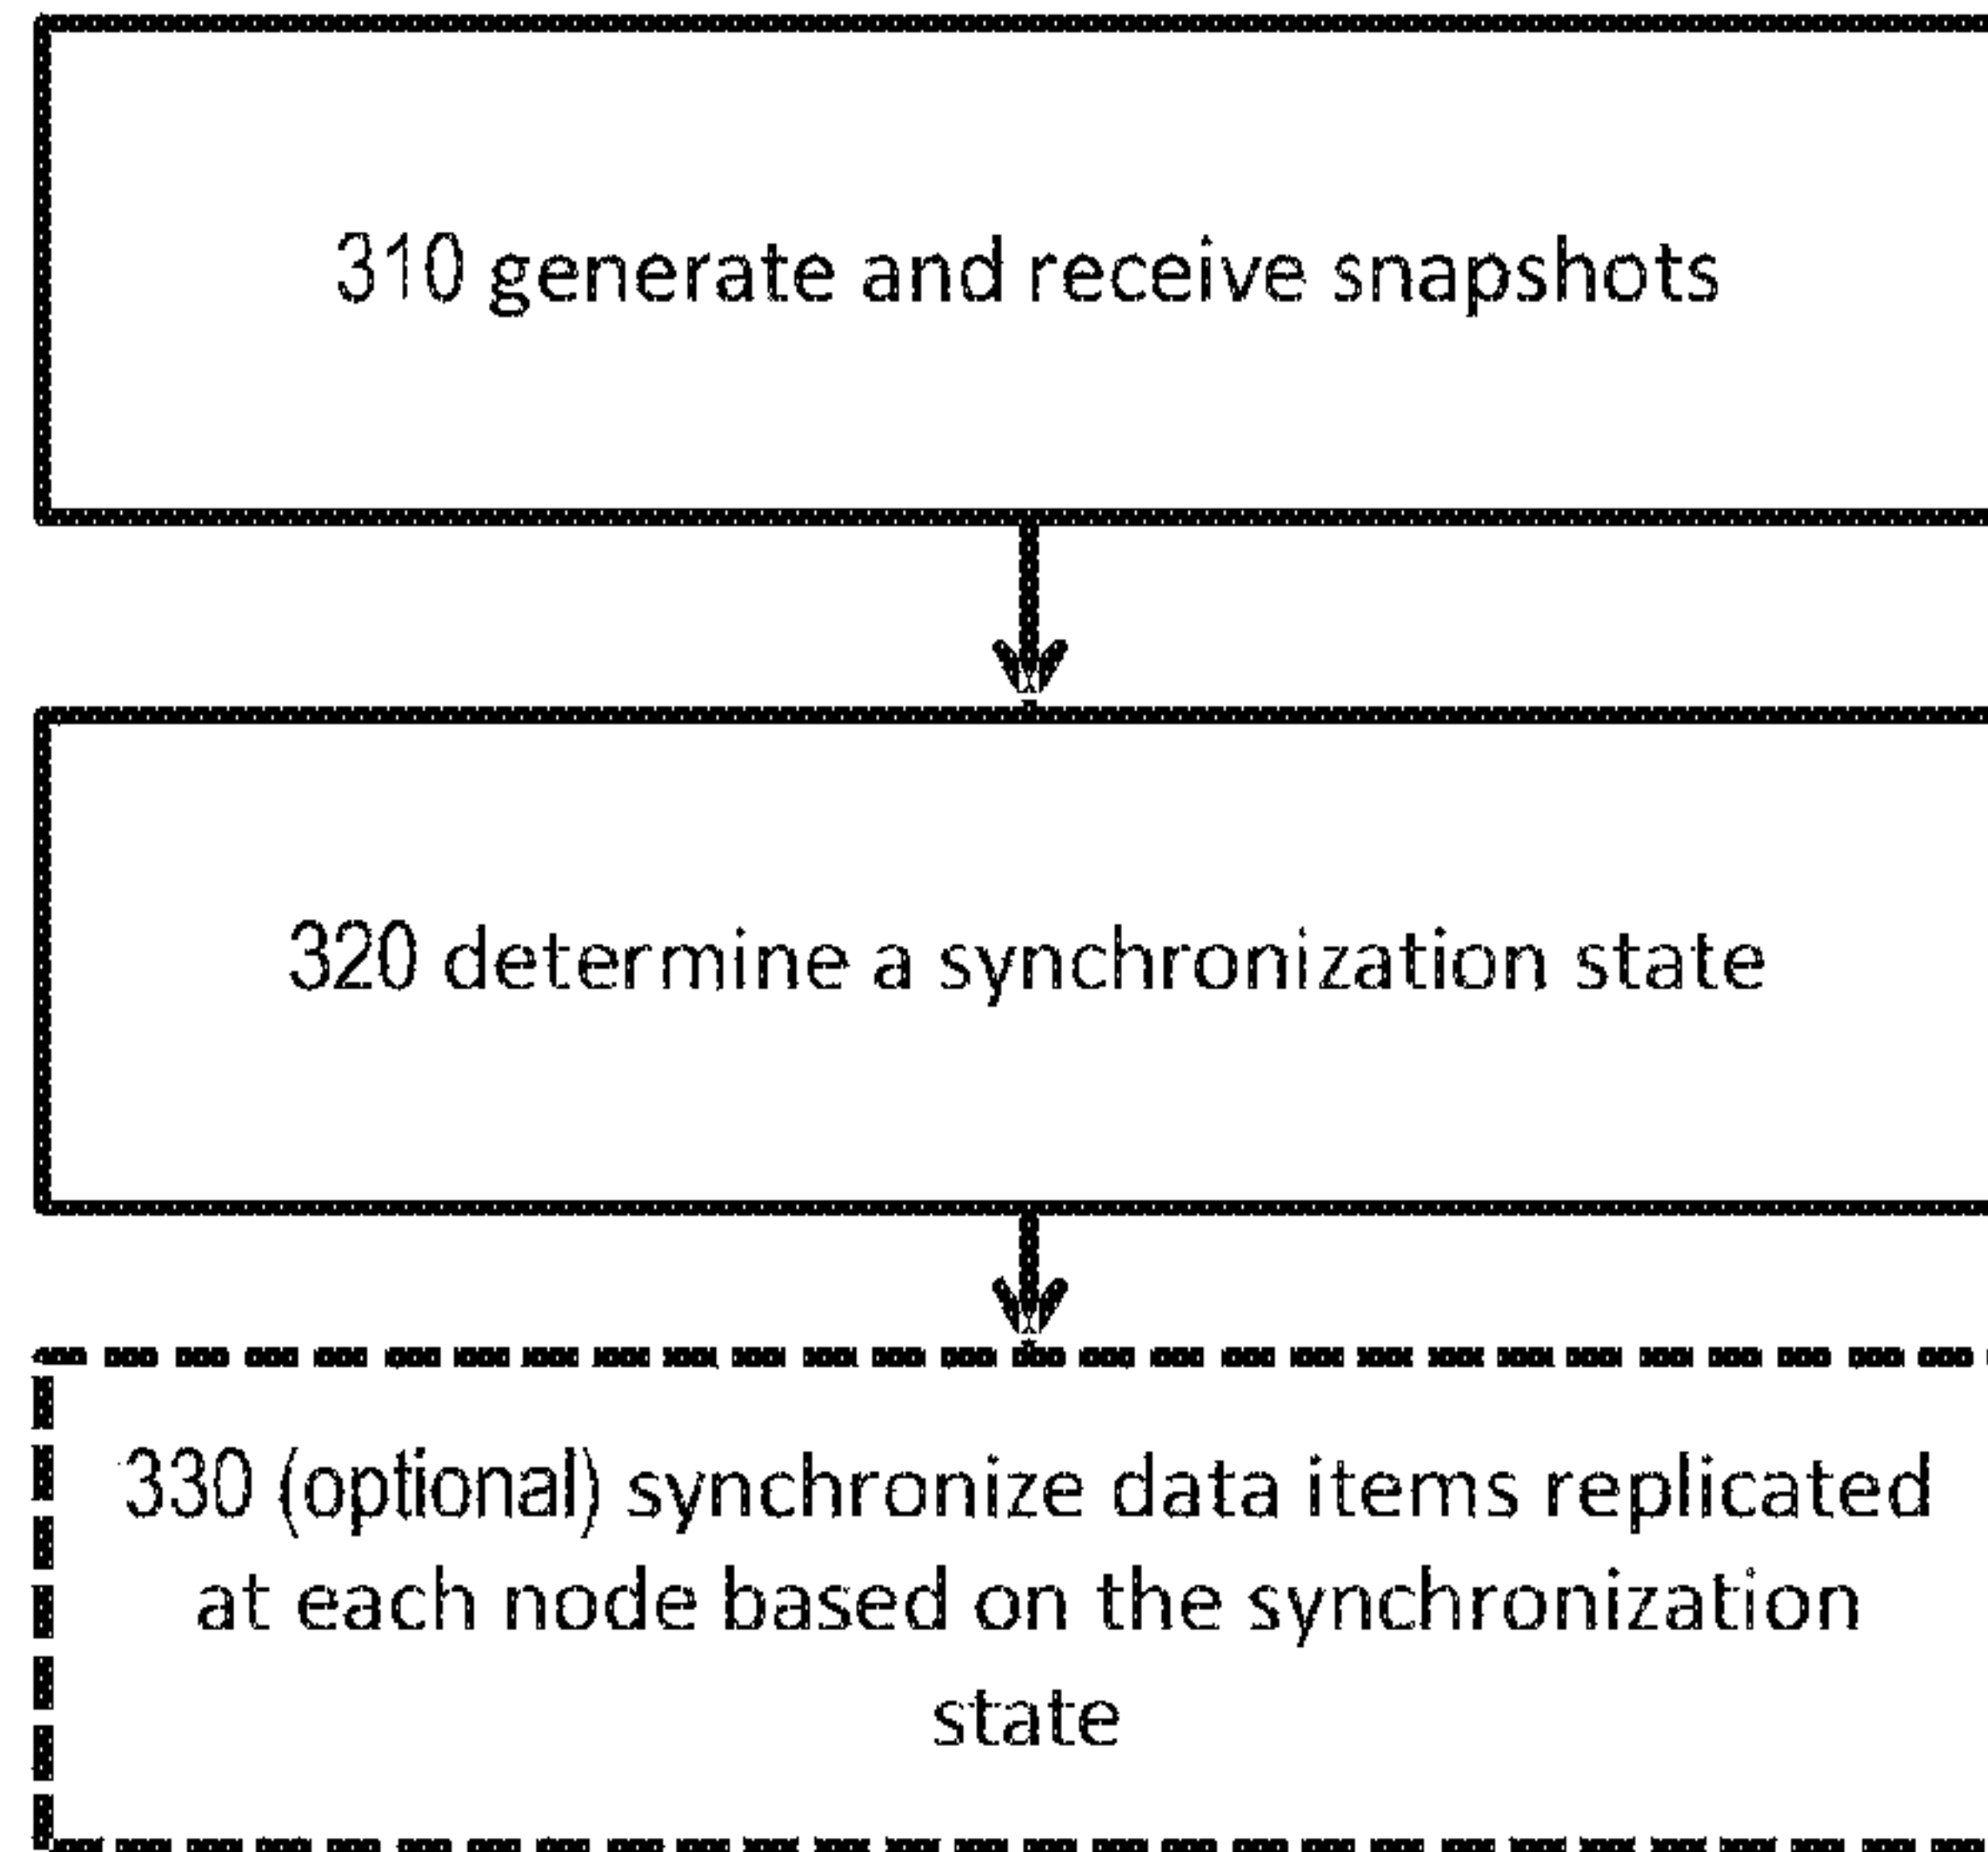 310 generate and receive snapshots
320 determine a synchronization state
330 (optional) synchronize data items replicated
at each node based on the synchronization
state